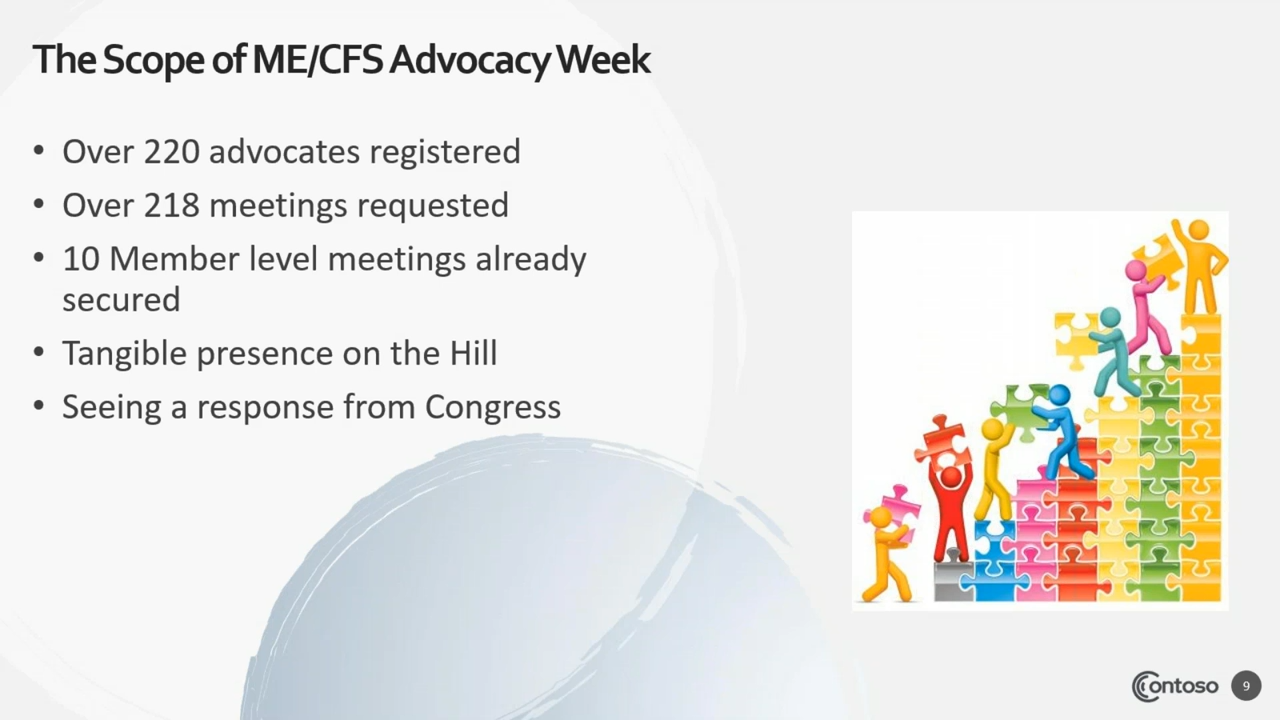 The Scope of ME/CFS Advocacy Week
• Over 220 advocates registered
• Over 218 meetings requested
• 10 Member level meetings already
secured
• Tangible presence on the Hill
• Seeing a response from Congress
Contoso
9